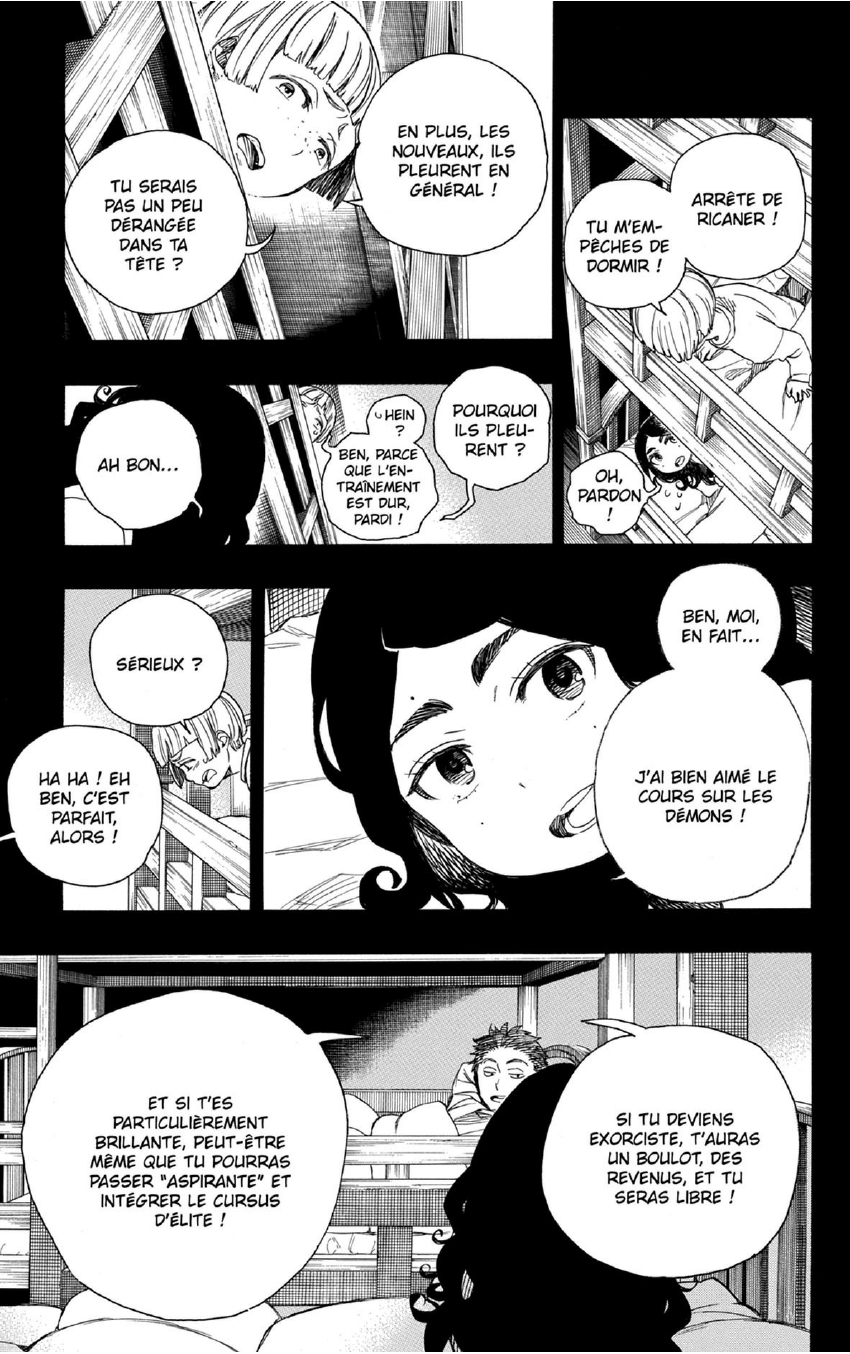 ARRÊTE DE
RICANER !
TU M'EM-
PÊCHES DE
DORMIR !
OH,
PARDON
!
EN PLUS, LES
NOUVEAUX, ILS
PLEURENT EN
GÉNÉRAL !
TU SERAIS
PAS UN PEU
DÉRANGÉE
DANS TA
TÊTE ?
POURQUOI
ILS PLEU-
RENT ?
HEIN
?
BEN, PARCE
QUE L'EN-
TRAÎNEMENT
EST DUR,
PARDI !
AH BON...
BEN, MOI,
EN FAIT...
J'AI BIEN AIMÉ LE
COURS SUR LES
DÉMONS !
SÉRIEUX ?
HA HA ! EH
BEN, C'EST
PARFAIT,
ALORS !
SI TU DEVIENS
EXORCISTE, T'AURAS
UN BOULOT, DES
REVENUS, ET TU
SERAS LIBRE !
ET SI T'ES
PARTICULIÈREMENT
BRILLANTE, PEUT-ÊTRE
MÊME QUE TU POURRAS
PASSER "ASPIRANTE" ET
INTÉGRER LE CURSUS
D'ÉLITE !